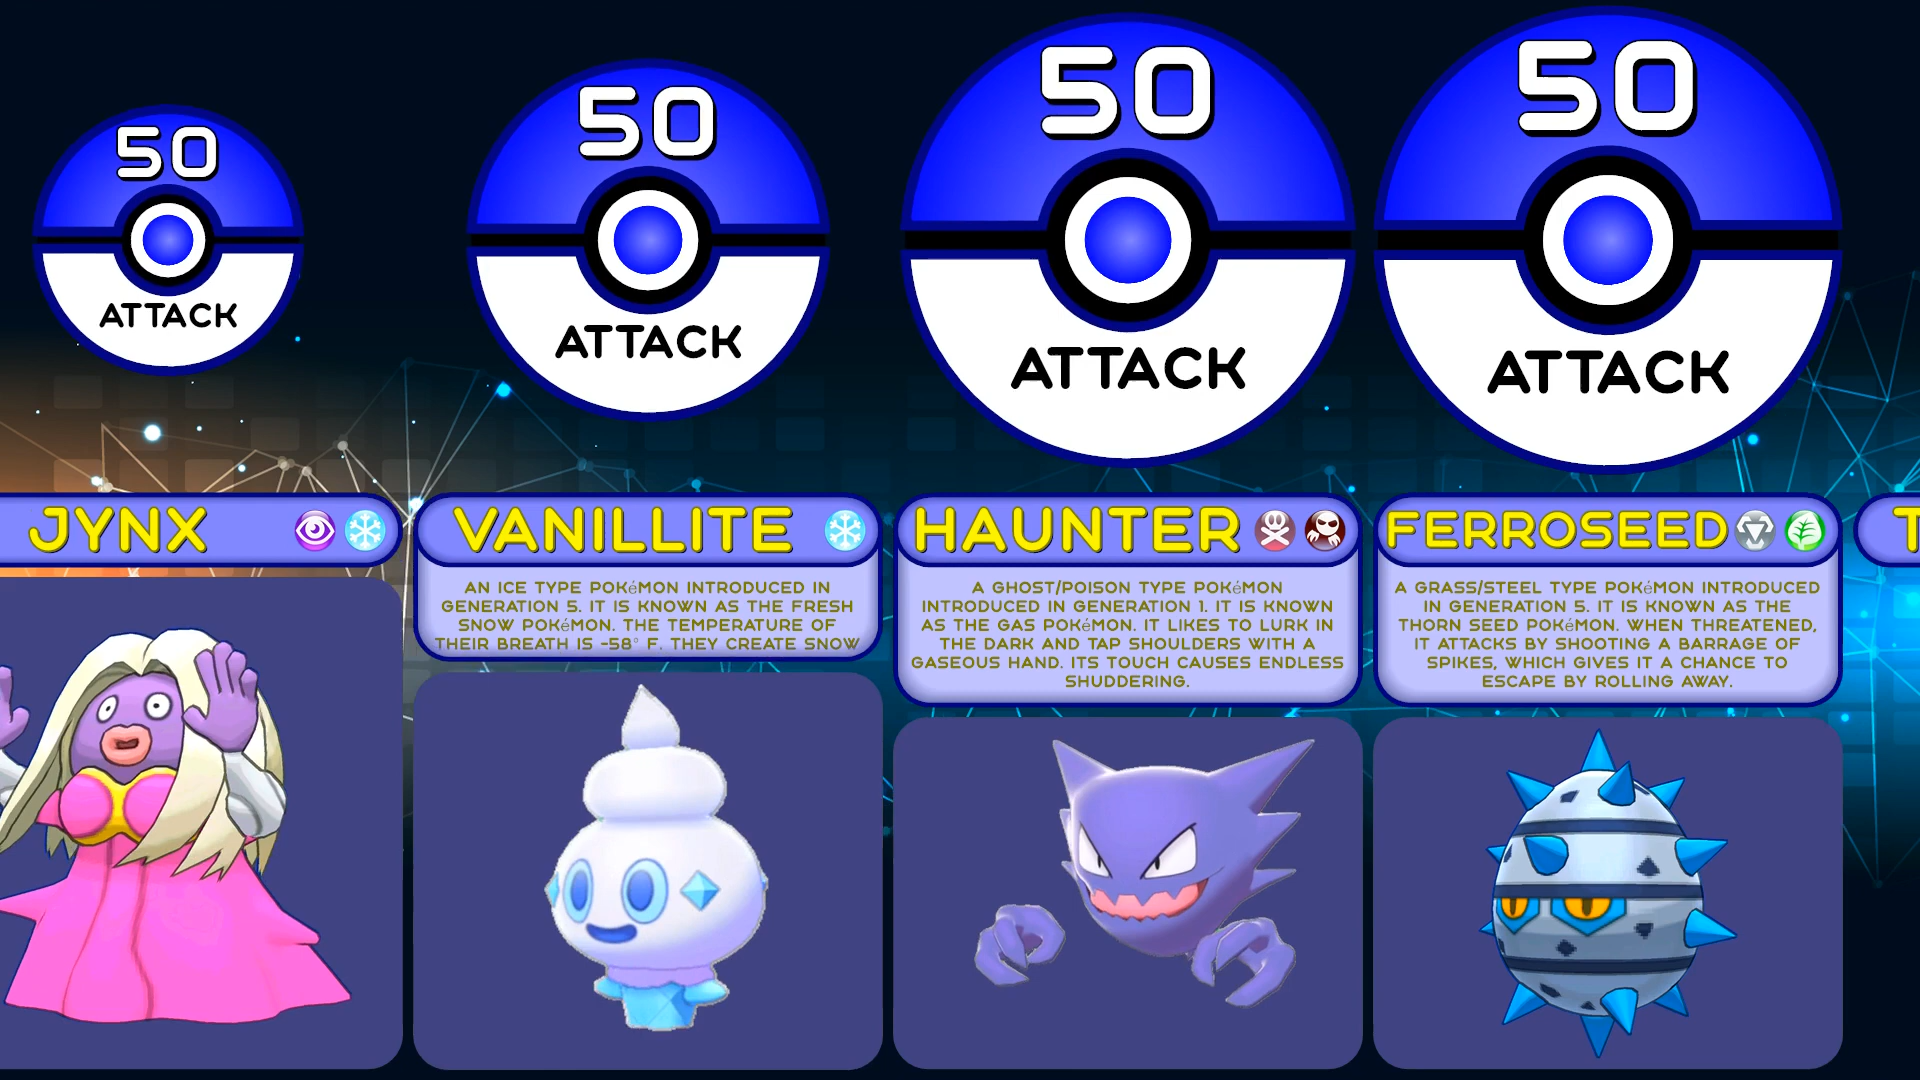 50
ATTACK
50
ATTACK
50
ATTACK
50
ATTACK
JYNX
VANILLITE
AN ICE TYPE POKéMON INTRODUCED IN
GENERATION 5. IT IS KNOWN AS THE FRESH
SNOW POKéMON. THE TEMPERATURE OF
THEIR BREATH IS -58° F. THEY CREATE SNOW
HAUNTER
A GHOST/POISON TYPE POKéMON
INTRODUCED IN GENERATION 1. IT IS KNOWN
AS THE GAS POKéMON. IT LIKES TO LURK IN
THE DARK AND TAP SHOULDERS WITH A
GASEOUS HAND. ITS TOUCH CAUSES ENDLESS
SHUDDERING.
FERROSEED
A GRASS/STEEL TYPE POKéMON INTRODUCED
IN GENERATION 5. IT IS KNOWN AS THE
THORN SEED POKéMON. WHEN THREATENED,
IT ATTACKS BY SHOOTING A BARRAGE OF
SPIKES, WHICH GIVES IT A CHANCE TO
ESCAPE BY ROLLING AWAY.